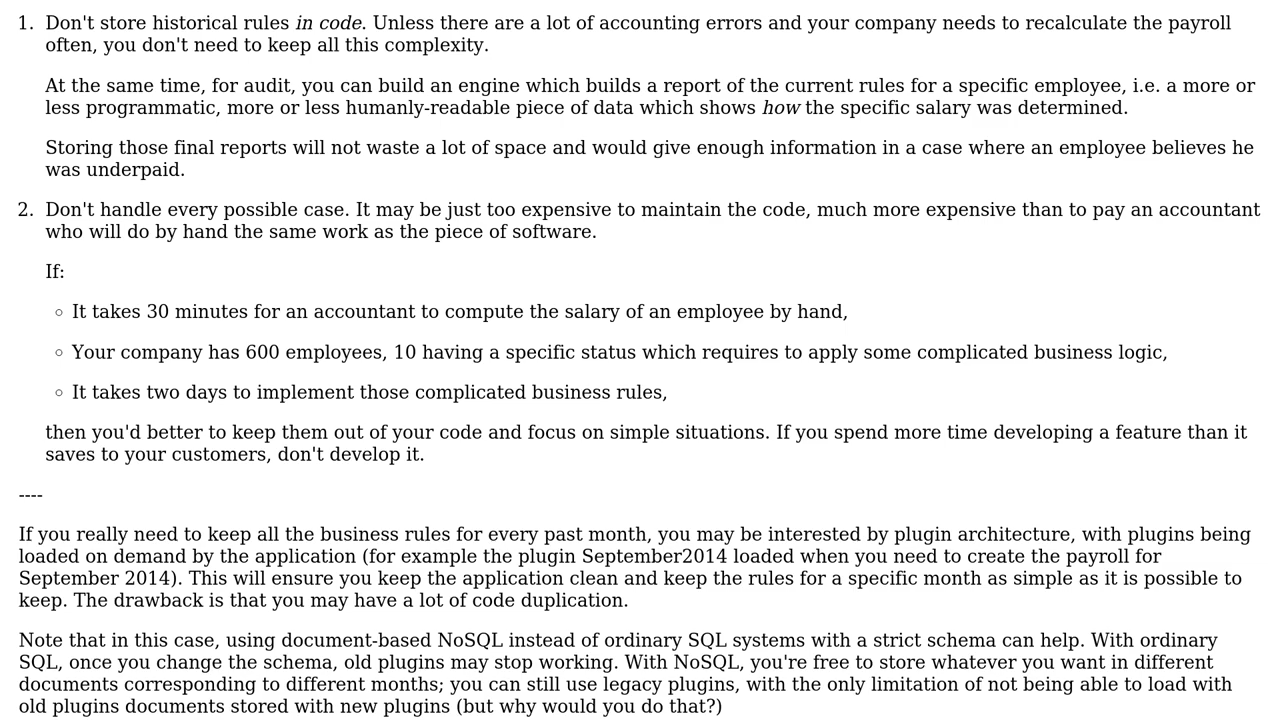 1. Don't store historical rules in code. Unless there are a lot of accounting errors and your company needs to recalculate the payroll
often, you don't need to keep all this complexity.
At the same time, for audit, you can build an engine which builds a report of the current rules for a specific employee, i.e. a more or
less programmatic, more or less humanly-readable piece of data which shows how the specific salary was determined.
Storing those final reports will not waste a lot of space and would give enough information in a case where an employee believes he
was underpaid.
2. Don't handle every possible case. It may be just too expensive to maintain the code, much more expensive than to pay an accountant
who will do by hand the same work as the piece of software.
If:
◦ It takes 30 minutes for an accountant to compute the salary of an employee by hand,
◦ Your company has 600 employees, 10 having a specific status which requires to apply some complicated business logic,
◦ It takes two days to implement those complicated business rules,
then you'd better to keep them out of your code and focus on simple situations. If you spend more time developing a feature than it
saves to your customers, don't develop it.
----
If you really need to keep all the business rules for every past month, you may be interested by plugin architecture, with plugins being
loaded on demand by the application (for example the plugin September2014 loaded when you need to create the payroll for
September 2014). This will ensure you keep the application clean and keep the rules for a specific month as simple as it is possible to
keep. The drawback is that you may have a lot of code duplication.
Note that in this case, using document-based NoSQL instead of ordinary SQL systems with a strict schema can help. With ordinary
SQL, once you change the schema, old plugins may stop working. With NoSQL, you're free to store whatever you want in different
documents corresponding to different months; you can still use legacy plugins, with the only limitation of not being able to load with
old plugins documents stored with new plugins (but why would you do that?)